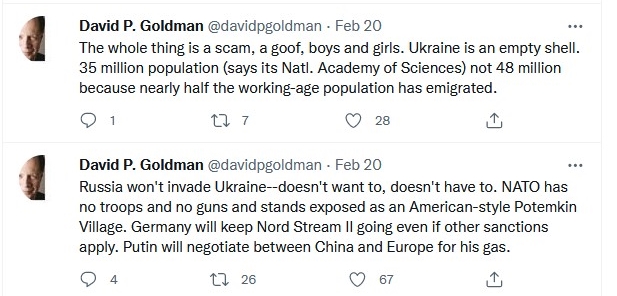 David P. Goldman @davidpgoldman · Feb 20
The whole thing is a scam, a goof, boys and girls. Ukraine is an empty shell.
35 million population (says its Natl. Academy of Sciences) not 48 million
because nearly half the working-age population has emigrated.
1 7 28
David P. Goldman @davidpgoldman · Feb 20
Russia won't invade Ukraine--doesn't want to, doesn't have to. NATO has
no troops and no guns and stands exposed as an American-style Potemkin
Village. Germany will keep Nord Stream II going even if other sanctions
apply. Putin will negotiate between China and Europe for his gas.
4 26 67